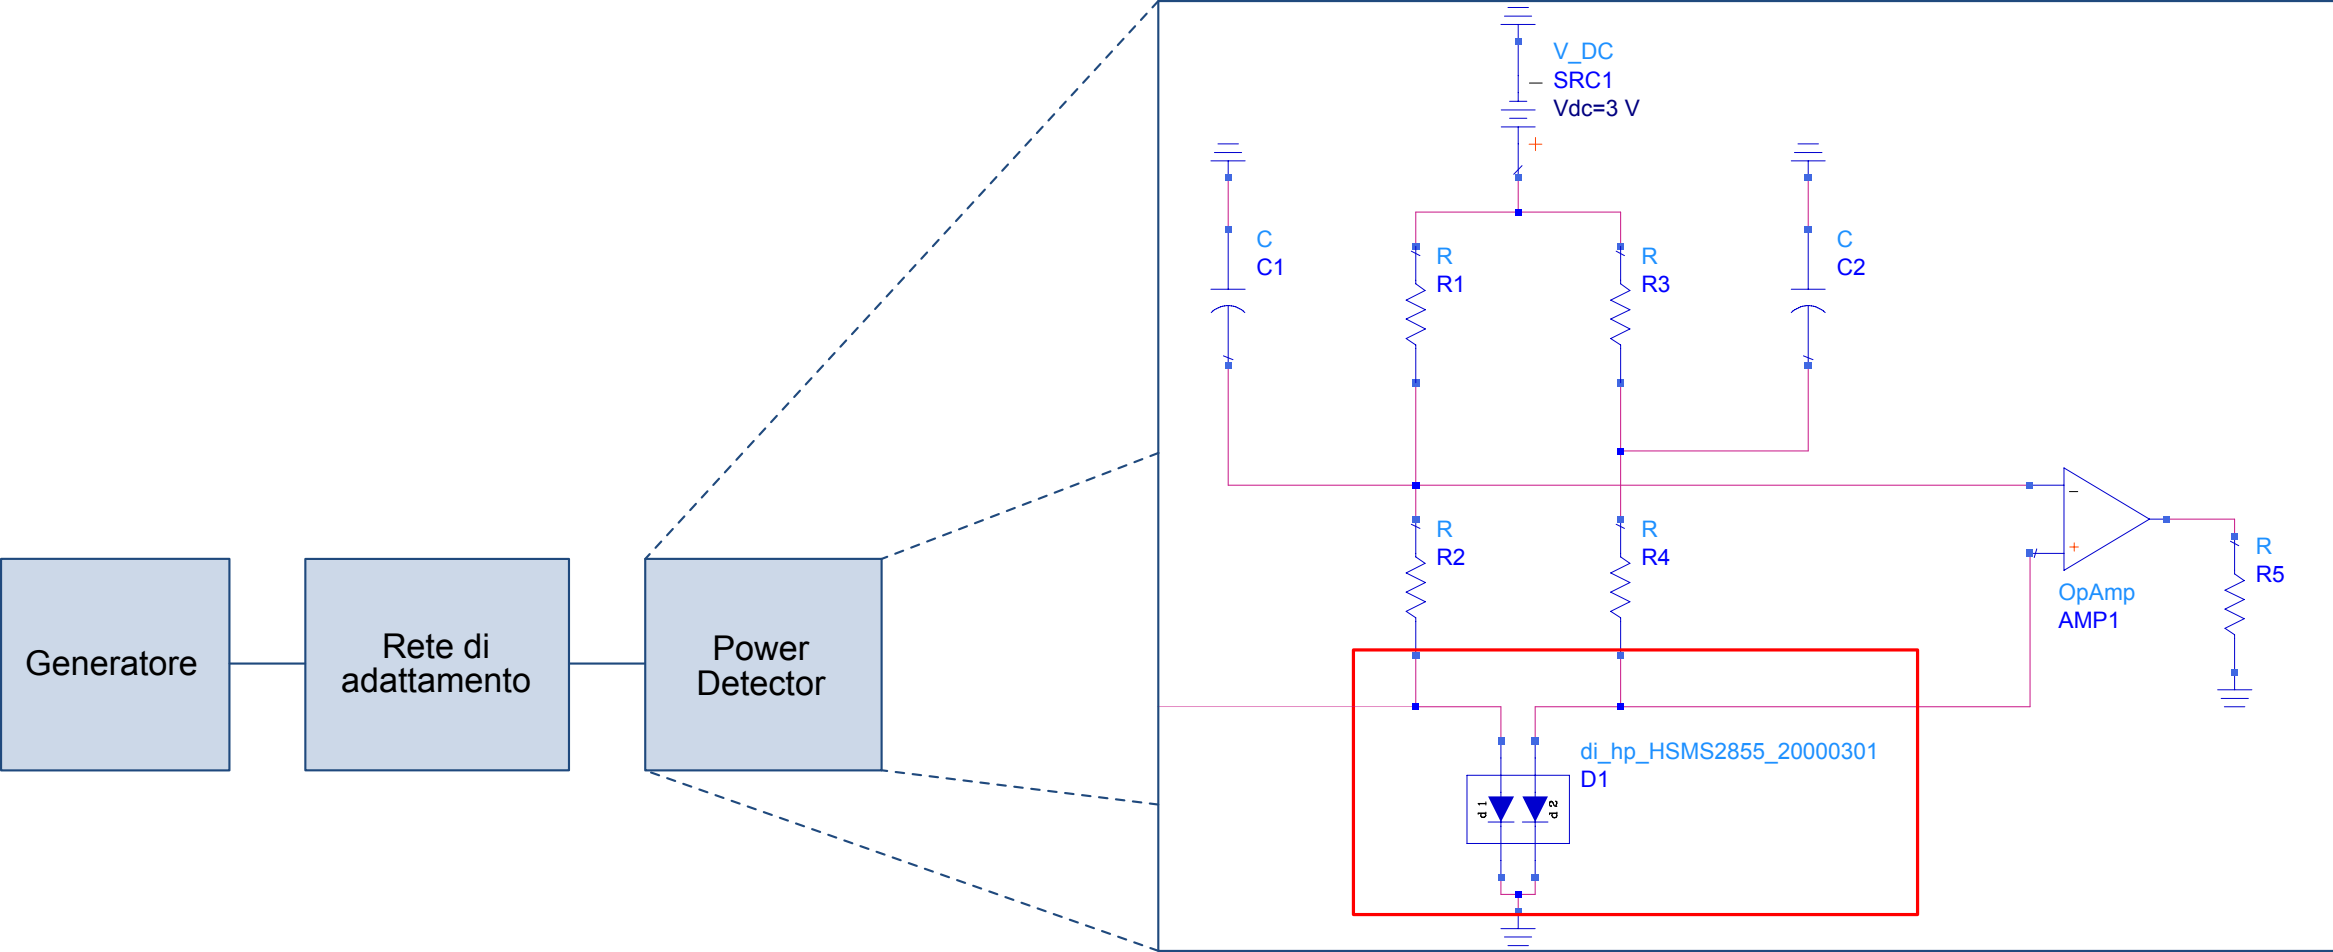 Generatore
Rete di
adattamento
Power
Detector
V_DC
SRC1
Vdc=3 V
−
+
C
C1
R
R1
R
R3
C
C2
R
R2
R
R4
−
+
OpAmp
AMP1
R
R5
di_hp_HSMS2855_20000301
D1
d1
d2